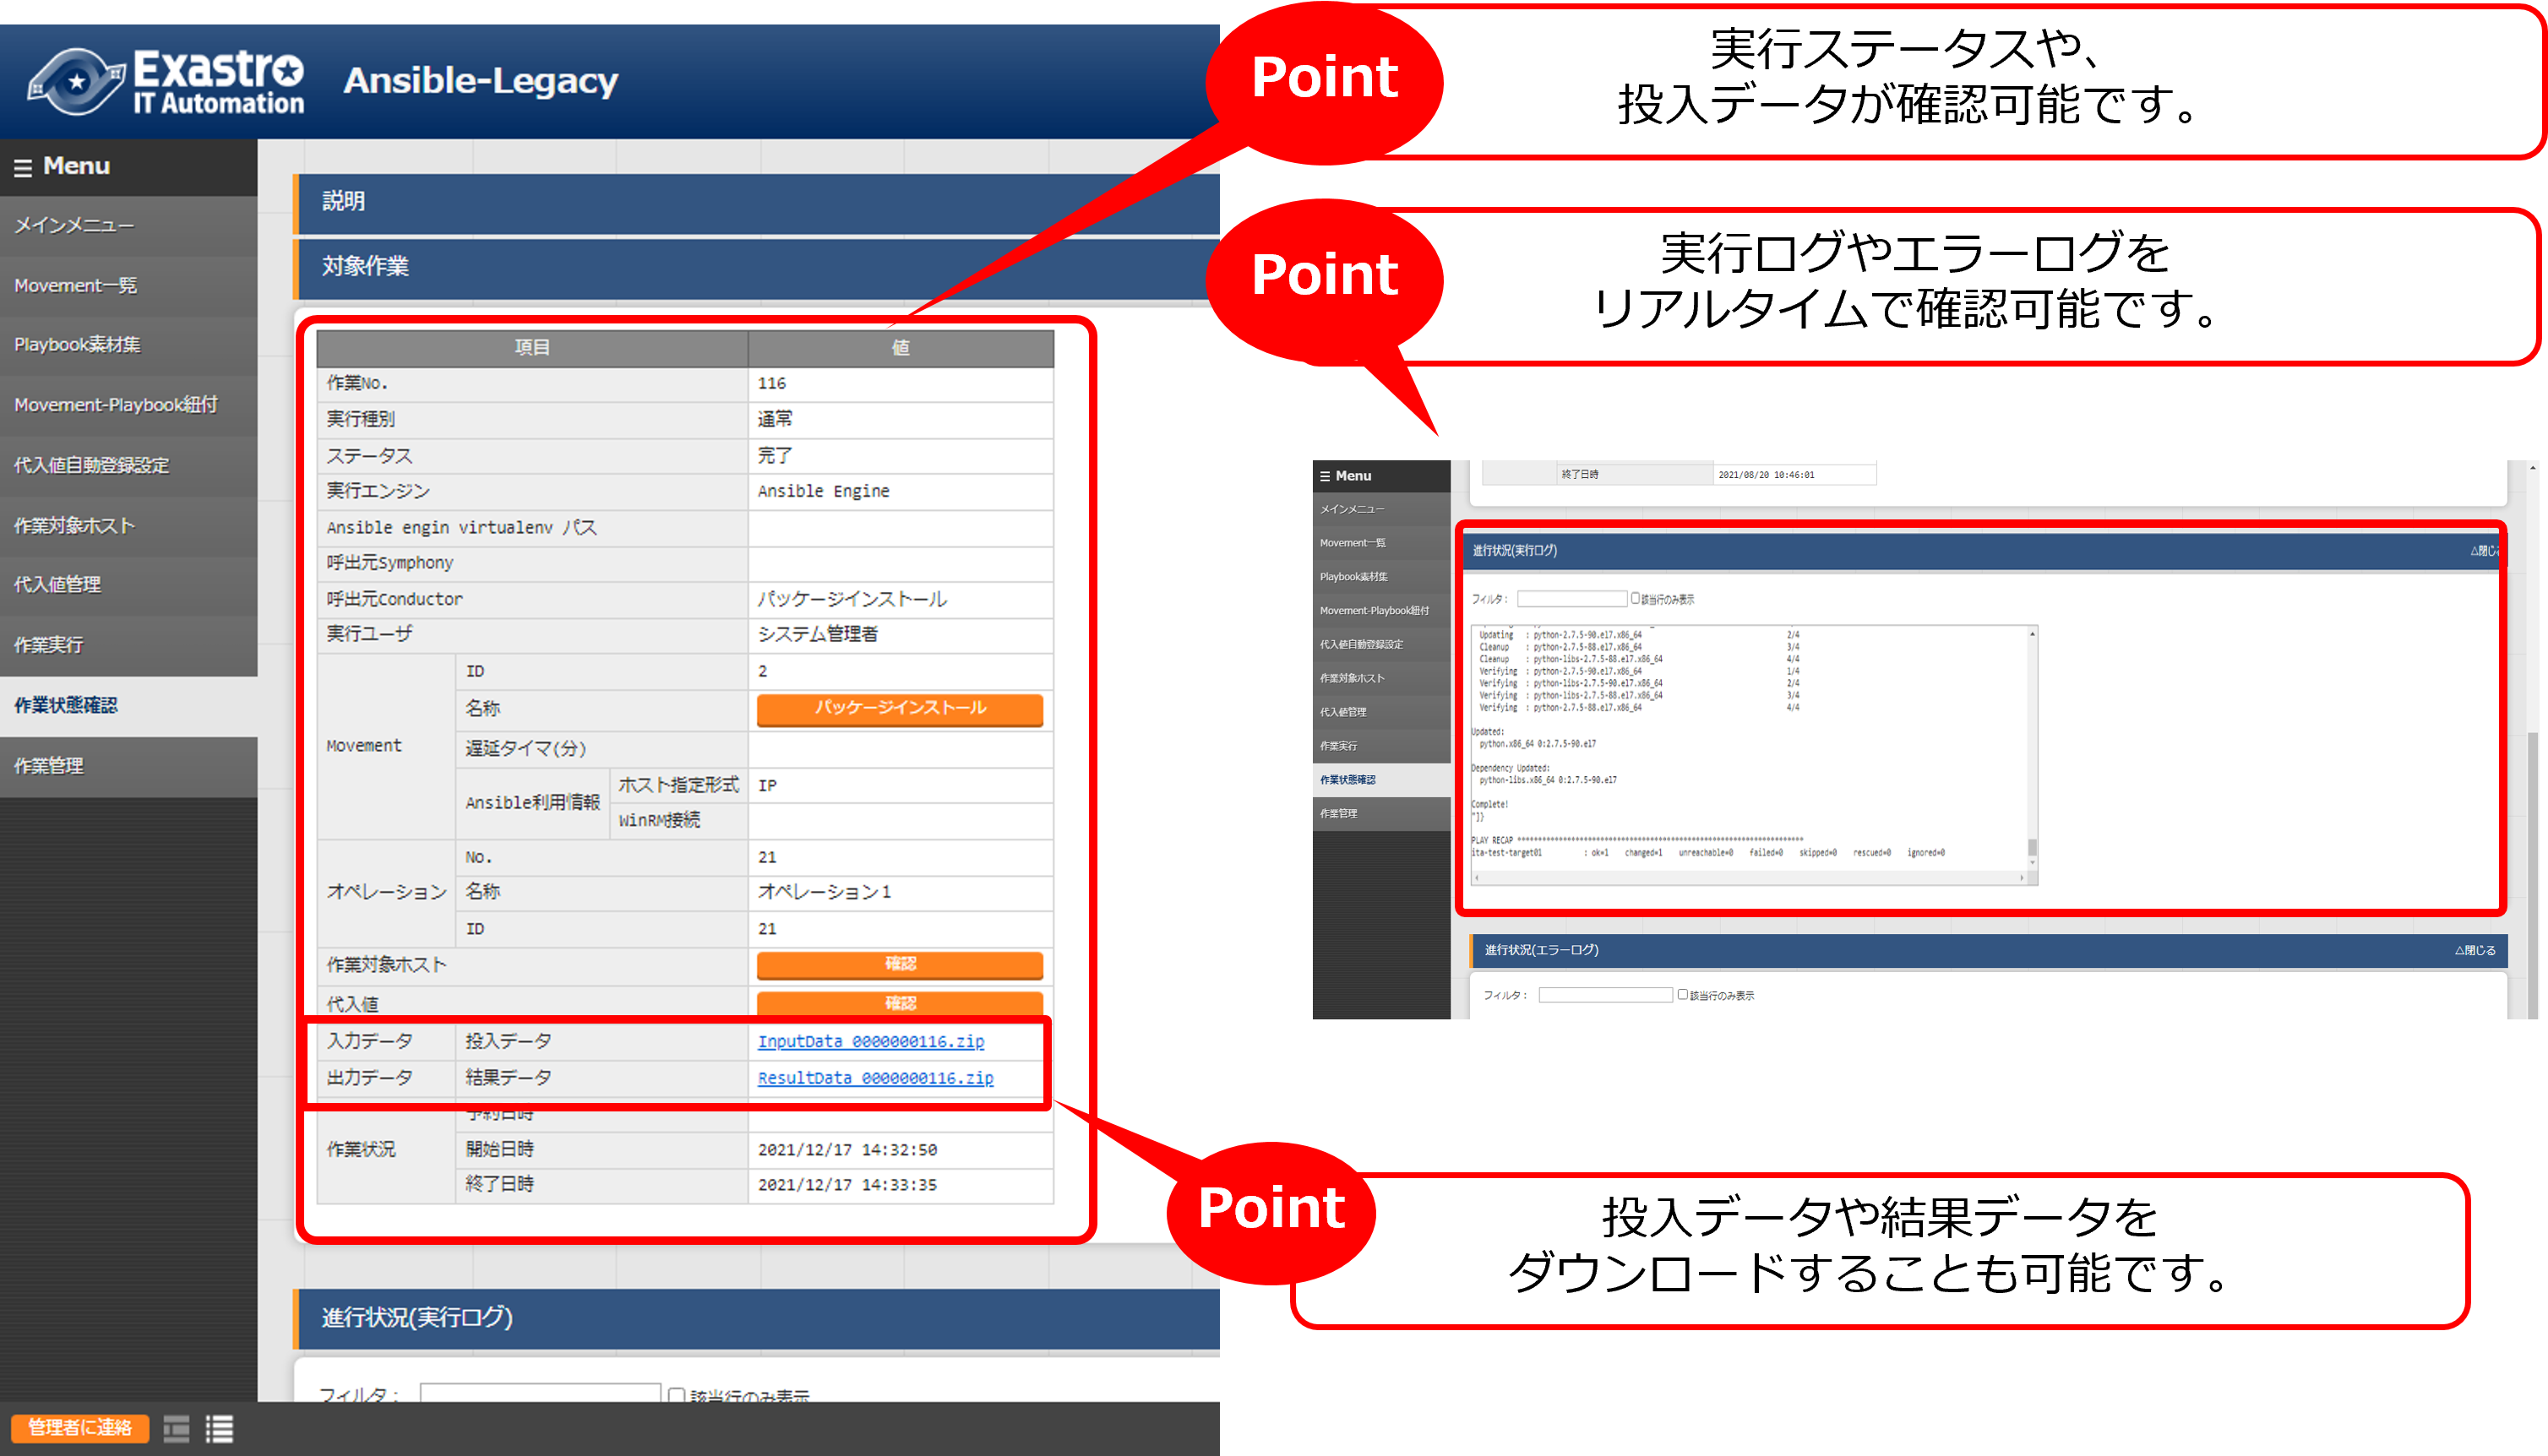 Exastro
IT Automation
Ansible-Legacy
Menu
メインメニュー
Movement一覧
Playbook素材集
Movement-Playbook紐付
代入値自動登録設定
作業対象ホスト
代入値管理
作業実行
作業状態確認
作業管理
説明
対象作業
項目 値
作業No. 116
実行種別 通常
ステータス 完了
実行エンジン Ansible Engine
Ansible engin virtualenv パス
呼出元Symphony
呼出元Conductor パッケージインストール
実行ユーザ システム管理者
Movement
ID 2
名称 パッケージインストール
遅延タイマ(分)
Ansible利用情報
ホスト指定形式 IP
WinRM接続
オペレーション
No. 21
名称 オペレーション1
ID 21
作業対象ホスト 確認
代入値 確認
入力データ 投入データ InputData_0000000116.zip
出力データ 結果データ ResultData_0000000116.zip
作業状況
予約日時
開始日時 2021/12/17 14:32:50
終了日時 2021/12/17 14:33:35
進行状況(実行ログ)
フィルタ： 該当行のみ表示
管理者に連絡
Point
実行ステータスや、
投入データが確認可能です。
Point
実行ログやエラーログを
リアルタイムで確認可能です。
Menu
メインメニュー
Movement一覧
Playbook素材集
Movement-Playbook紐付
代入値自動登録設定
作業対象ホスト
代入値管理
作業実行
作業状態確認
作業管理
終了日時 2021/08/20 10:46:01
進行状況(実行ログ) △閉じる
フィルタ： 該当行のみ表示
Updating : python-2.7.5-90.el7.x86_64 2/4
Cleanup : python-2.7.5-88.el7.x86_64 3/4
Cleanup : python-libs-2.7.5-88.el7.x86_64 4/4
Verifying : python-2.7.5-90.el7.x86_64 1/4
Verifying : python-libs-2.7.5-90.el7.x86_64 2/4
Verifying : python-libs-2.7.5-88.el7.x86_64 3/4
Verifying : python-2.7.5-88.el7.x86_64 4/4
Updated:
python.x86_64 0:2.7.5-90.el7
Dependency Updated:
python-libs.x86_64 0:2.7.5-90.el7
Complete!
"]}
PLAY RECAP *********************************************************************
ita-test-target01 : ok=1 changed=1 unreachable=0 failed=0 skipped=0 rescued=0 ignored=0
進行状況(エラーログ) △閉じる
フィルタ： 該当行のみ表示
Point
投入データや結果データを
ダウンロードすることも可能です。